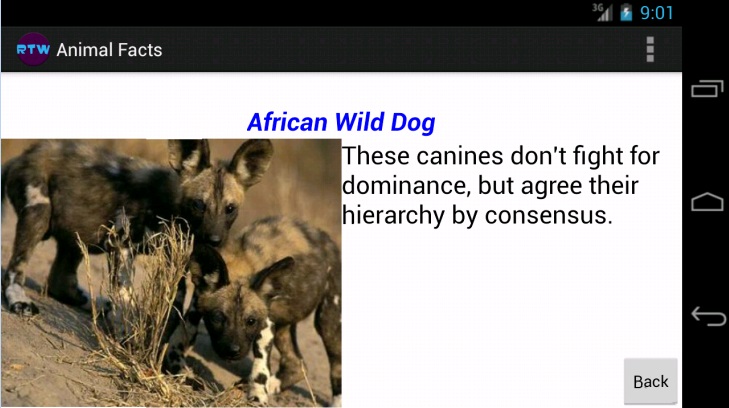 3G 9:01
RTW Animal Facts
African Wild Dog
These canines don't fight for
dominance, but agree their
hierarchy by consensus.
Back